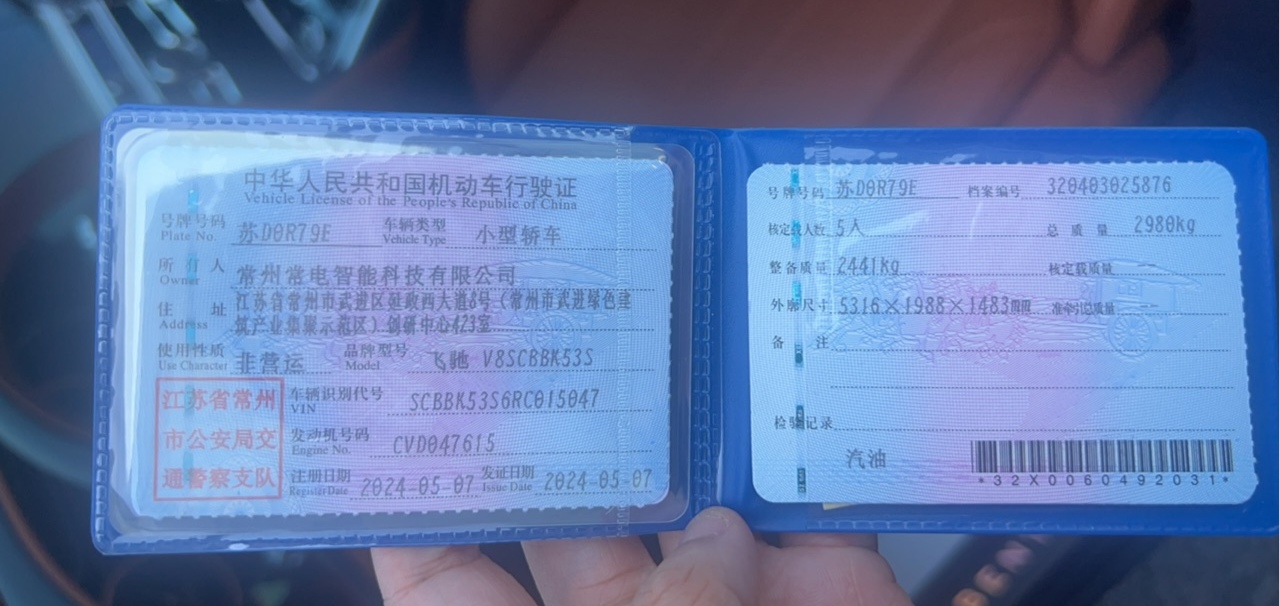 中华人民共和国机动车行驶证
Vehicle License of the People's Republic of China
号牌号码 苏D0R79E 车辆类型 小型轿车
Plate No. Vehicle Type
所有人 常州常电智能科技有限公司
Owner
住 址 江苏省常州市武进区延政西大道8号(常州市武进绿色建
Address 筑产业集聚示范区)创研中心423室
使用性质 非营运 品牌型号 飞驰 V8SCBBK53S
Use Character Model
江苏省常州
市公安局交
通警察支队
车辆识别代号 SCBBK53S6RC015047
VIN
发动机号码 CVD047615
Engine No.
注册日期 2024-05-07 发证日期 2024-05-07
Register Date Issue Date
号牌号码 苏D0R79E 档案编号 320403025876
核定载人数 5人 总质量 2980kg
整备质量 2441kg 核定载质量 --
外廓尺寸 5316×1988×1483mm 准牵引总质量 --
备 注
检验记录
汽油
*32X0060492031*